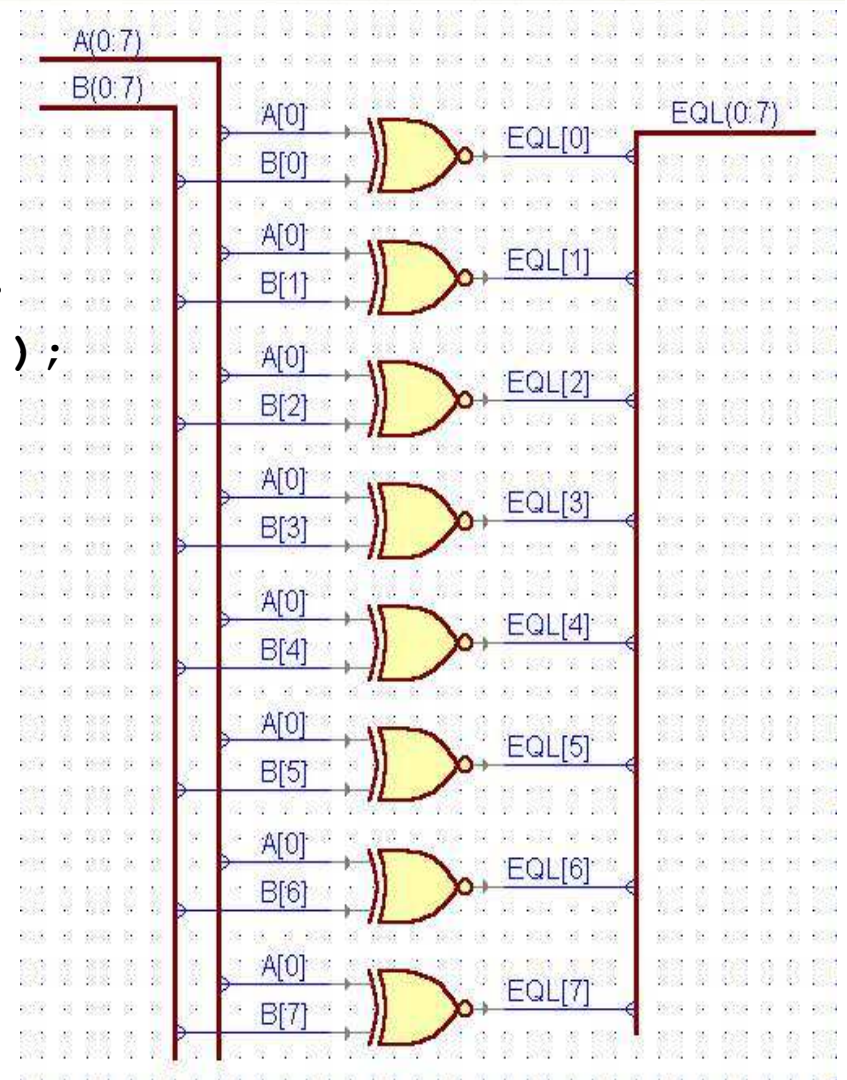 A(0:7)
B(0:7)
EQL(0:7)
A[0]
B[0]
EQL[0]
A[0]
B[1]
EQL[1]
);
A[0]
B[2]
EQL[2]
A[0]
B[3]
EQL[3]
A[0]
B[4]
EQL[4]
A[0]
B[5]
EQL[5]
A[0]
B[6]
EQL[6]
A[0]
B[7]
EQL[7]